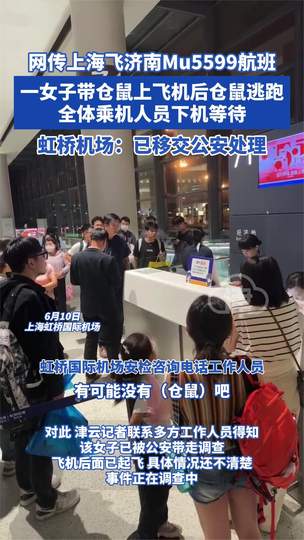 网传上海飞济南Mu5599航班
一女子带仓鼠上飞机后仓鼠逃跑
全体乘机人员下机等待
虹桥机场：已移交公安处理
6月10日
上海虹桥国际机场
虹桥国际机场安检咨询电话工作人员
有可能没有（仓鼠）吧
对此 津云记者联系多方工作人员得知
该女子已被公安带走调查
飞机后面已起飞 具体情况还不清楚
事件正在调查中